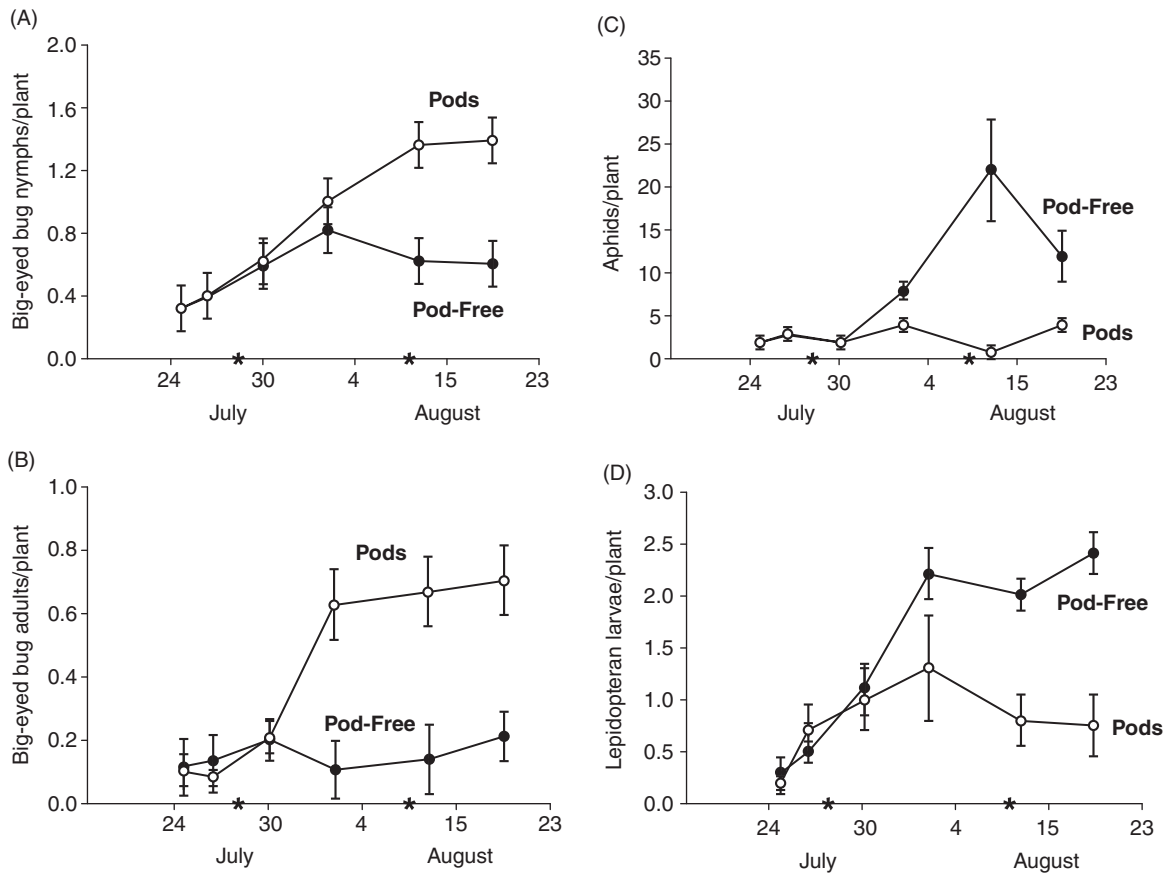 (A)
Big-eyed bug nymphs/plant
2.0
1.6
1.2
0.8
0.4
0.0
Pods
Pod-Free
*
*
24
30
4
15
23
July
August
(C)
Aphids/plant
35
30
25
20
15
10
5
0
Pod-Free
Pods
*
*
24
30
4
15
23
July
August
(B)
Big-eyed bug adults/plant
1.0
0.8
0.6
0.4
0.2
0.0
Pods
Pod-Free
*
*
24
30
4
15
23
July
August
(D)
Lepidopteran larvae/plant
3.0
2.5
2.0
1.5
1.0
0.5
0.0
Pod-Free
Pods
*
*
24
30
4
15
23
July
August